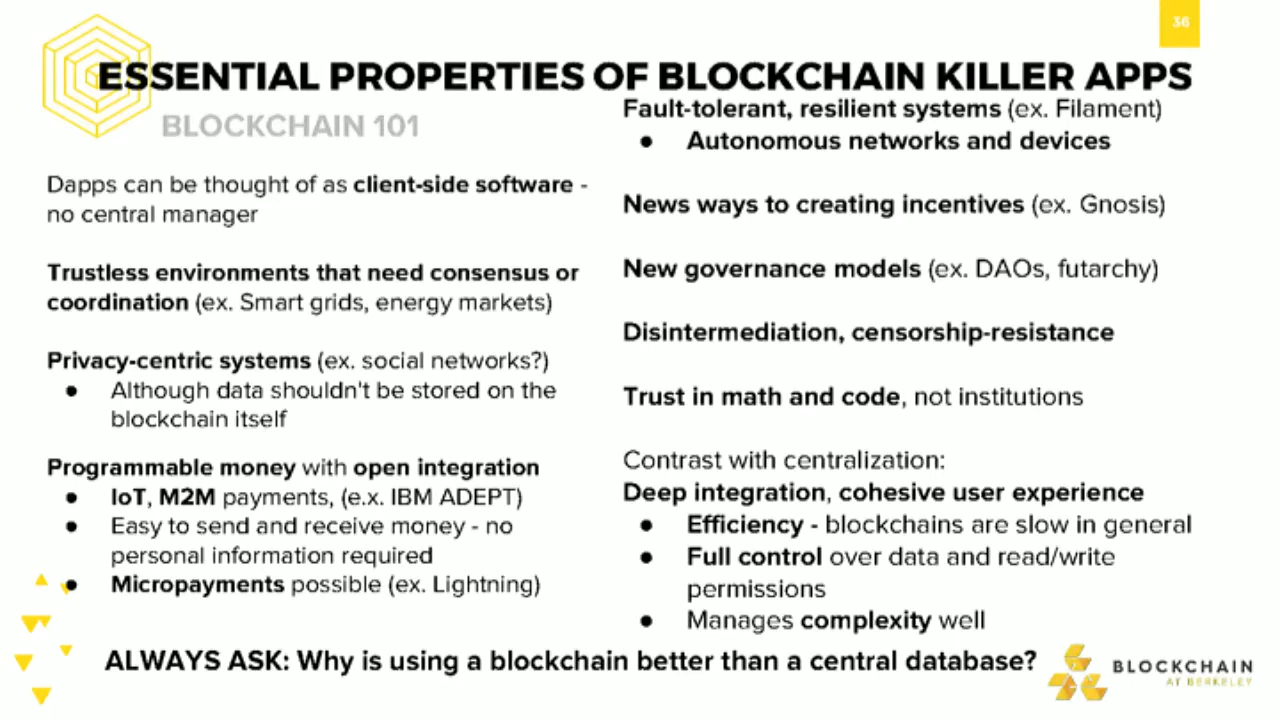 36
ESSENTIAL PROPERTIES OF BLOCKCHAIN KILLER APPS
BLOCKCHAIN 101
Dapps can be thought of as client-side software -
no central manager
Trustless environments that need consensus or
coordination (ex. Smart grids, energy markets)
Privacy-centric systems (ex. social networks?)
● Although data shouldn't be stored on the
blockchain itself
Programmable money with open integration
● IoT, M2M payments, (e.x. IBM ADEPT)
● Easy to send and receive money - no
personal information required
● Micropayments possible (ex. Lightning)
Fault-tolerant, resilient systems (ex. Filament)
● Autonomous networks and devices
News ways to creating incentives (ex. Gnosis)
New governance models (ex. DAOs, futarchy)
Disintermediation, censorship-resistance
Trust in math and code, not institutions
Contrast with centralization:
Deep integration, cohesive user experience
● Efficiency - blockchains are slow in general
● Full control over data and read/write
permissions
● Manages complexity well
ALWAYS ASK: Why is using a blockchain better than a central database?
BLOCKCHAIN
AT BERKELEY